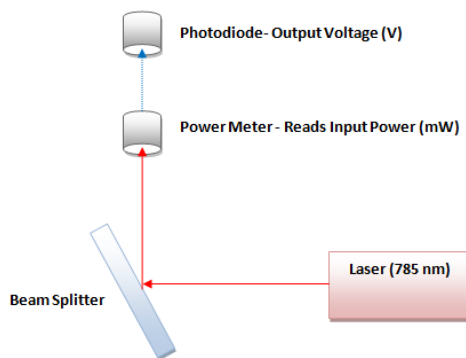 Photodiode- Output Voltage (V)
Power Meter - Reads Input Power (mW)
Laser (785 nm)
Beam Splitter